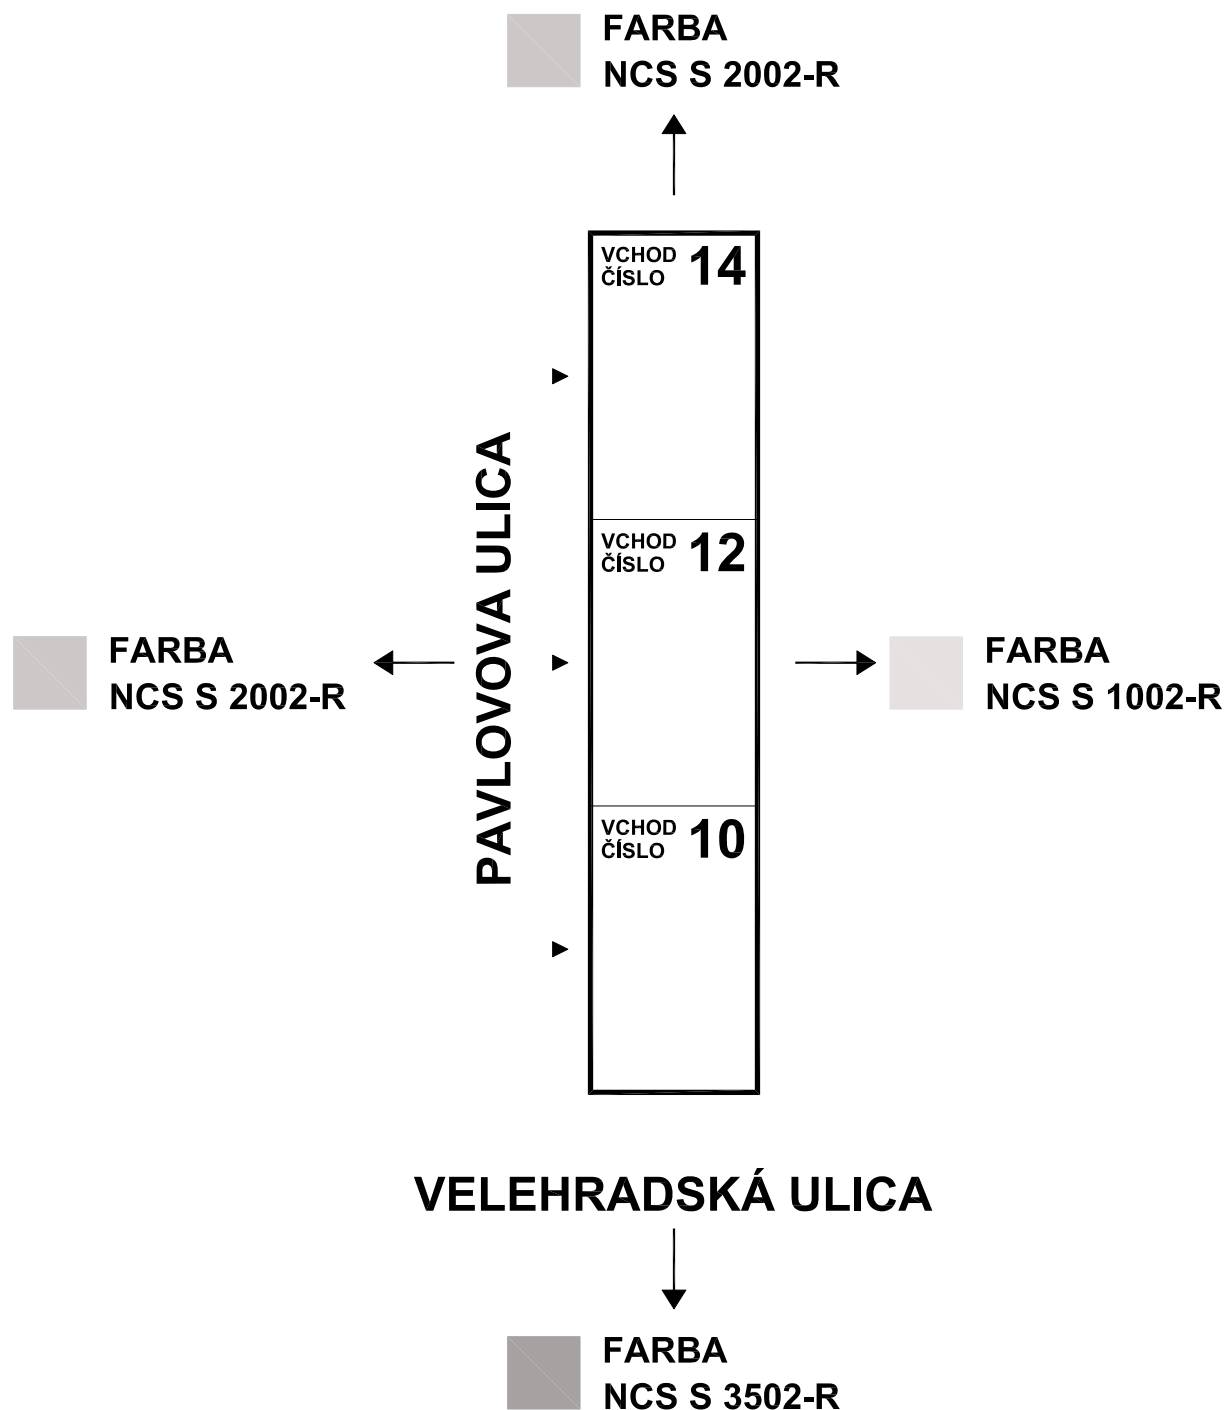 FARBA
NCS S 2002-R
VCHOD
ČÍSLO
14
PAVLOVOVA ULICA
VCHOD
ČÍSLO
12
FARBA
NCS S 2002-R
FARBA
NCS S 1002-R
VCHOD
ČÍSLO
10
VELEHRADSKÁ ULICA
FARBA
NCS S 3502-R